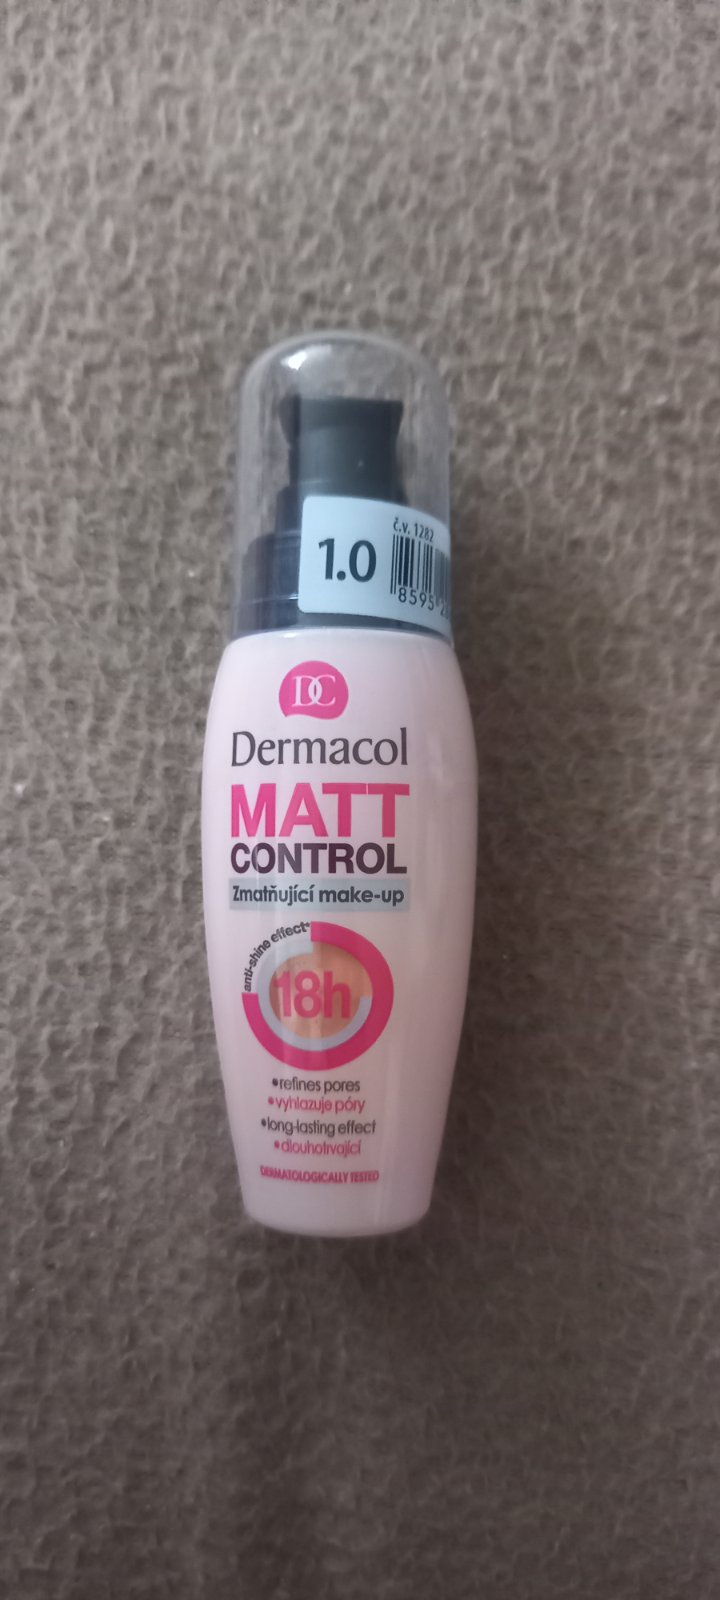 č.v. 1282
1.0
8595
DC
Dermacol
MATT
CONTROL
Zmatňující make-up
anti-shine effect*
18h
•refines pores
•vyhlazuje póry
•long-lasting effect
•dlouhotrvající
DERMATOLOGICALLY TESTED